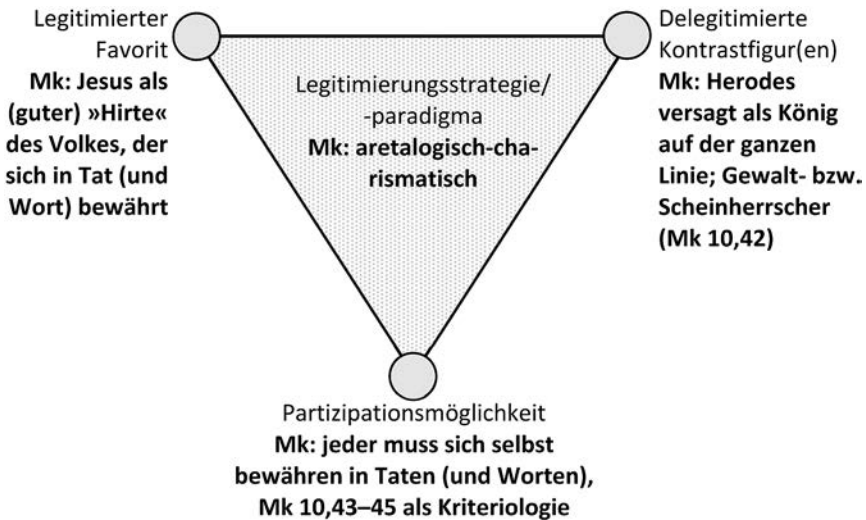 Legitimierter
Favorit
Mk: Jesus als
(guter) »Hirte«
des Volkes, der
sich in Tat (und
Wort) bewährt
Legitimierungsstrategie/
-paradigma
Mk: aretalogisch-cha-
rismatisch
Delegitimierte
Kontrastfigur(en)
Mk: Herodes
versagt als König
auf der ganzen
Linie; Gewalt- bzw.
Scheinherrscher
(Mk 10,42)
Partizipationsmöglichkeit
Mk: jeder muss sich selbst
bewähren in Taten (und Worten),
Mk 10,43–45 als Kriteriologie